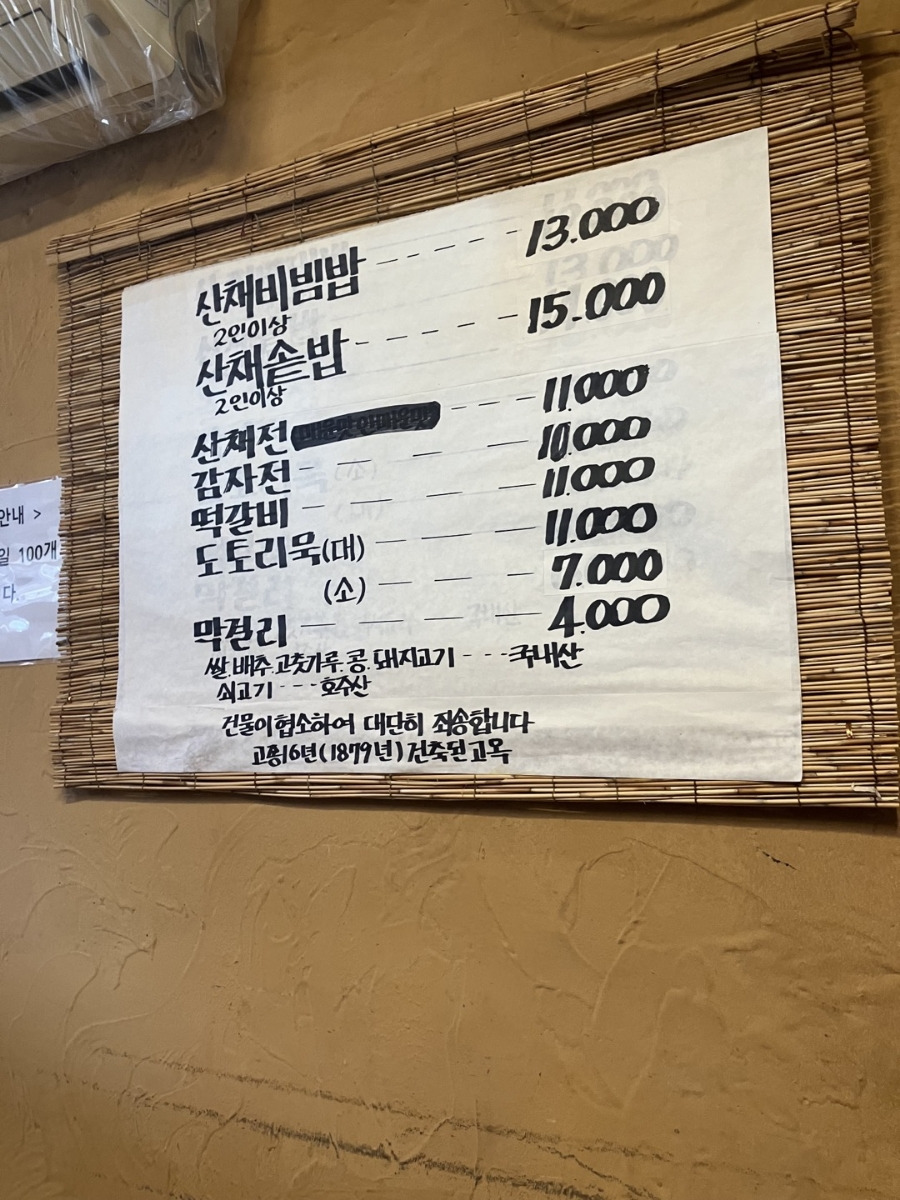 산채비빔밥 --- 13.000
2인이상
산채솥밥 ---- 15.000
2인이상
산채전 --- 11.000
감자전 ---- 10.000
떡갈비 ---- 11.000
도토리묵(대) ---- 11.000
(소) --- 7.000
막걸리 ---- 4.000
쌀.배추.고춧가루.콩.돼지고기 --- 국내산
쇠고기 --- 호주산
건물이협소하여 대단히 죄송합니다
고종16년(1879년)건축된고옥
안내 >
일 100개
다.